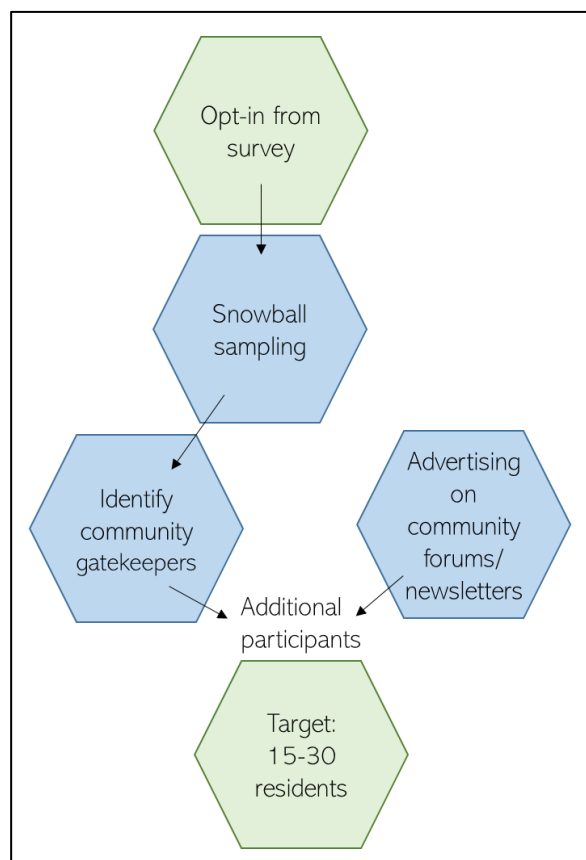 Opt-in from
survey
Snowball
sampling
Identify
community
gatekeepers
Advertising
on
community
forums/
newsletters
Additional
participants
Target:
15-30
residents